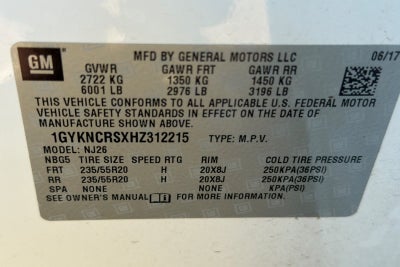 GM
MFD BY GENERAL MOTORS LLC 06/17
GVWR GAWR FRT GAWR RR
2722 KG 1350 KG 1450 KG
6001 LB 2976 LB 3196 LB
THIS VEHICLE CONFORMS TO ALL APPLICABLE U.S. FEDERAL MOTOR
VEHICLE SAFETY STANDARDS IN EFFECT ON THE DATE OF
MANUFACTURE SHOWN ABOVE.
1GYKNCRSXHZ312215 TYPE: M.P.V.
MODEL: NJ26
NBG5 TIRE SIZE SPEED RTG RIM COLD TIRE PRESSURE
FRT 235/55R20 H 20X8J 250KPA(36PSI)
RR 235/55R20 H 20X8J 250KPA(36PSI)
SPA NONE KPA(PSI)
SEE OWNER'S MANUAL FOR MORE INFORMATION.